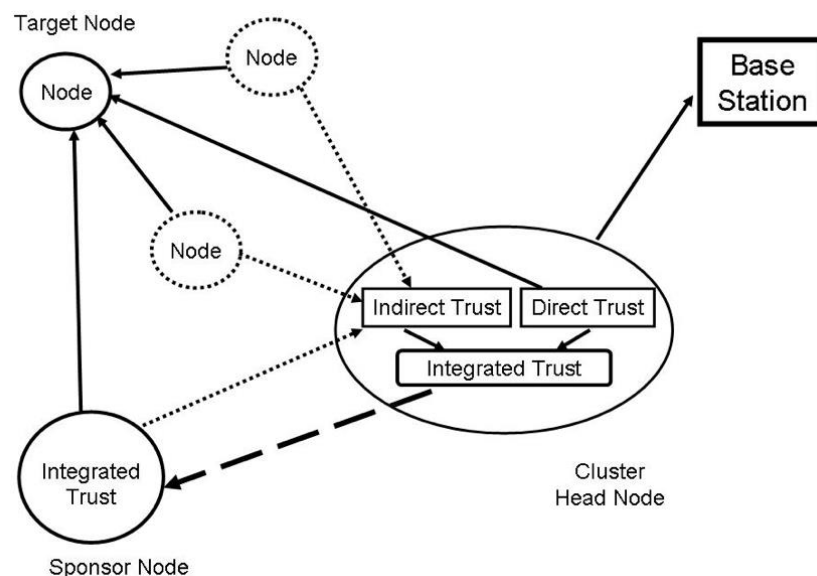 Target Node
Node
Node
Base
Station
Node
Indirect Trust
Direct Trust
Integrated Trust
Integrated
Trust
Cluster
Head Node
Sponsor Node